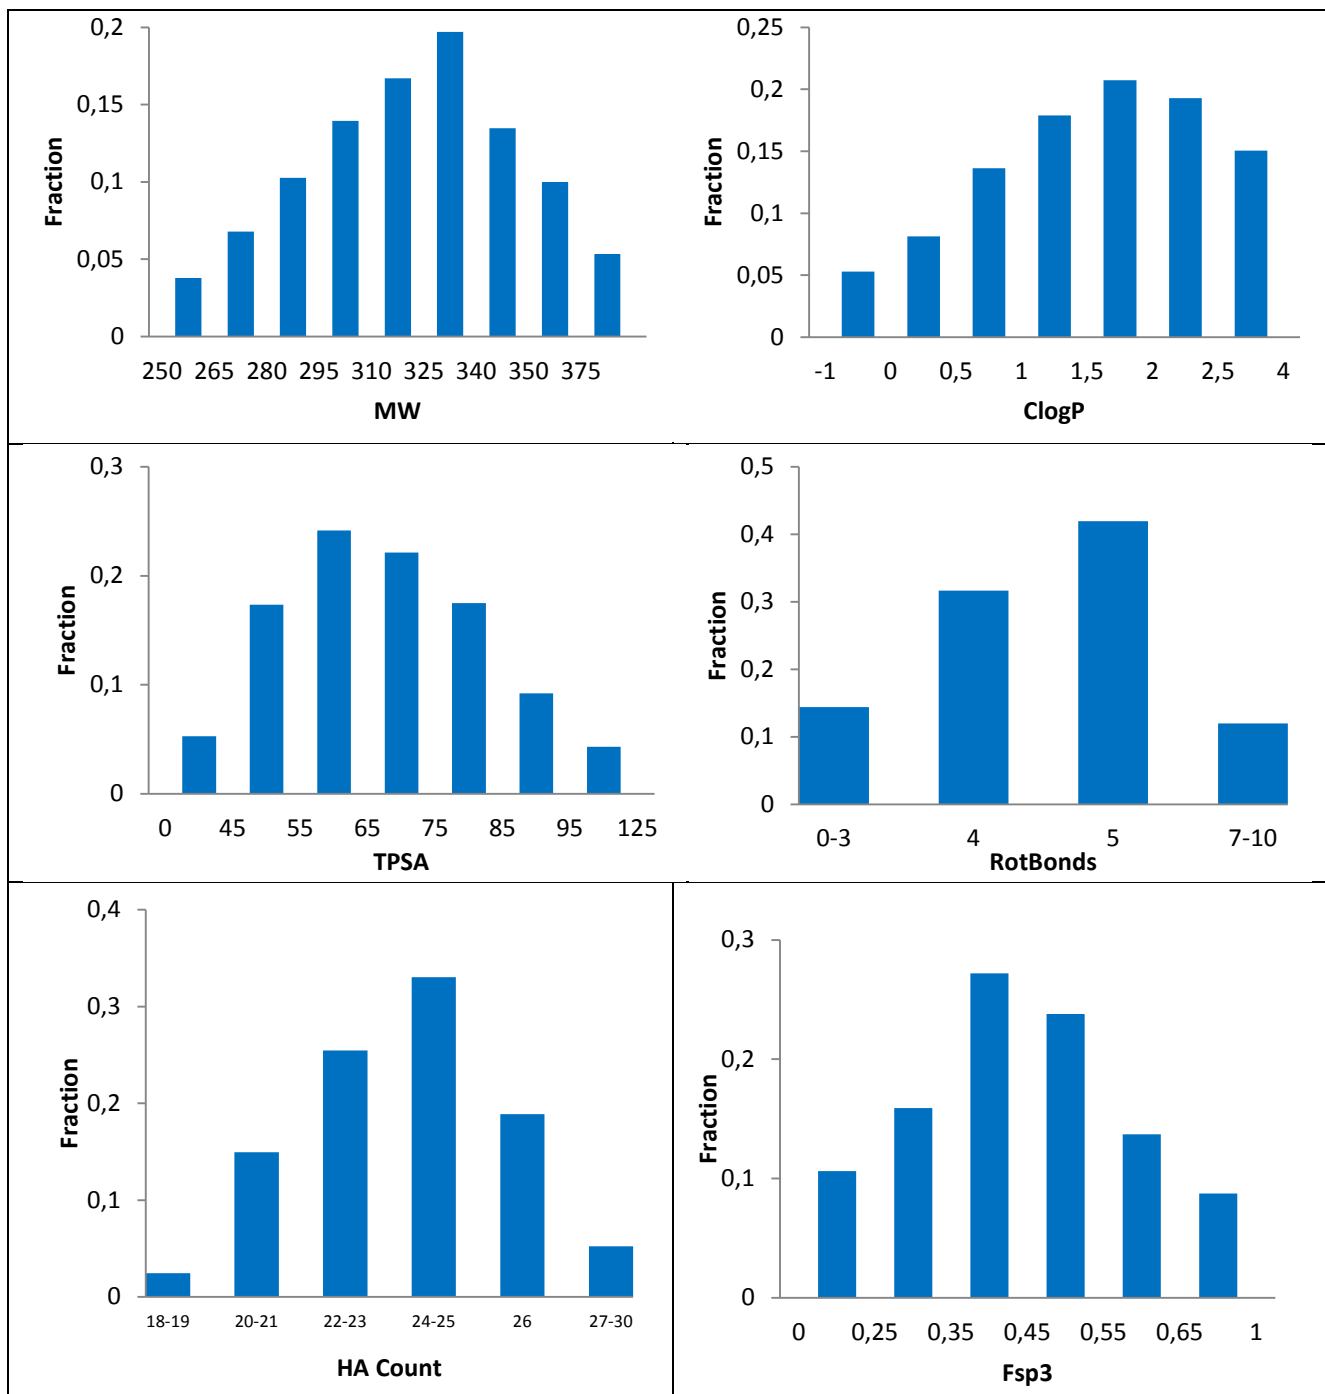 0,2
0,15
0,1
0,05
0
Fraction
250 265 280 295 310 325 340 350 375
MW
0,25
0,2
0,15
0,1
0,05
0
Fraction
-1 0 0,5 1 1,5 2 2,5 4
ClogP
0,3
0,2
0,1
0
Fraction
0 45 55 65 75 85 95 125
TPSA
0,5
0,4
0,3
0,2
0,1
0
Fraction
0-3 4 5 7-10
RotBonds
0,4
0,3
0,2
0,1
0
Fraction
18-19 20-21 22-23 24-25 26 27-30
HA Count
0,3
0,2
0,1
0
Fraction
0 0,25 0,35 0,45 0,55 0,65 1
Fsp3